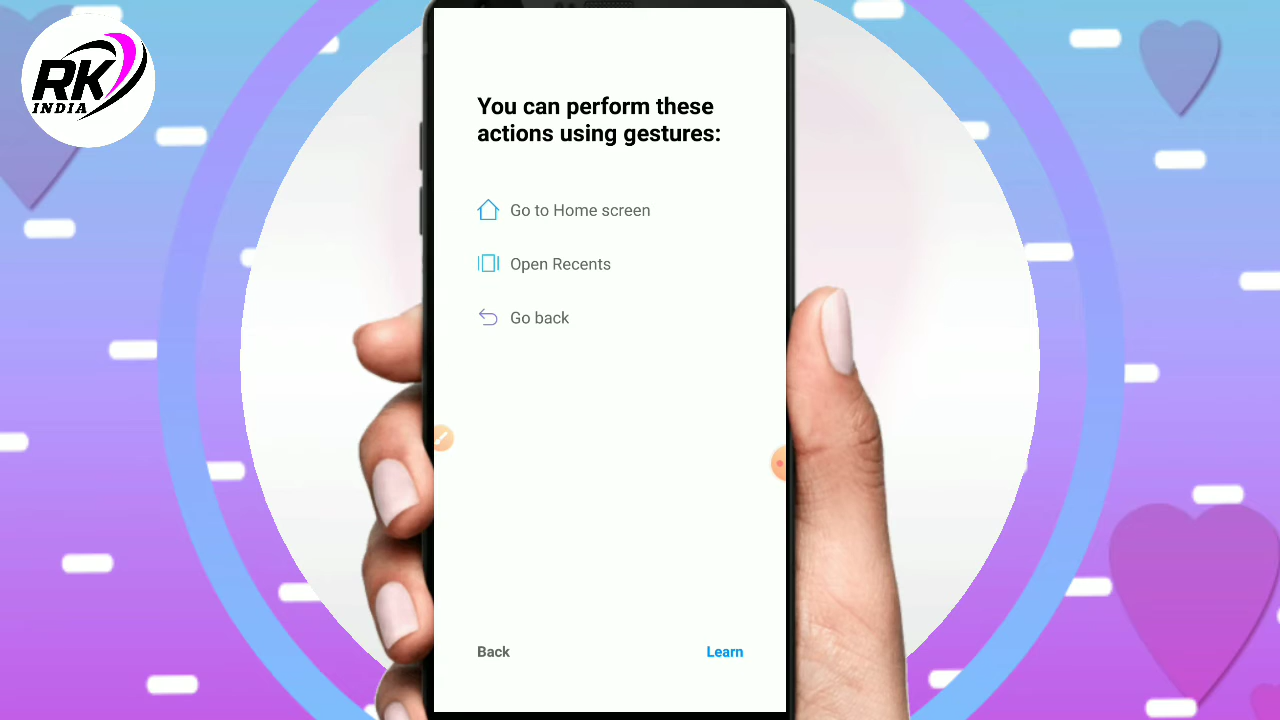 RK
INDIA
You can perform these
actions using gestures:
Go to Home screen
Open Recents
Go back
Back
Learn